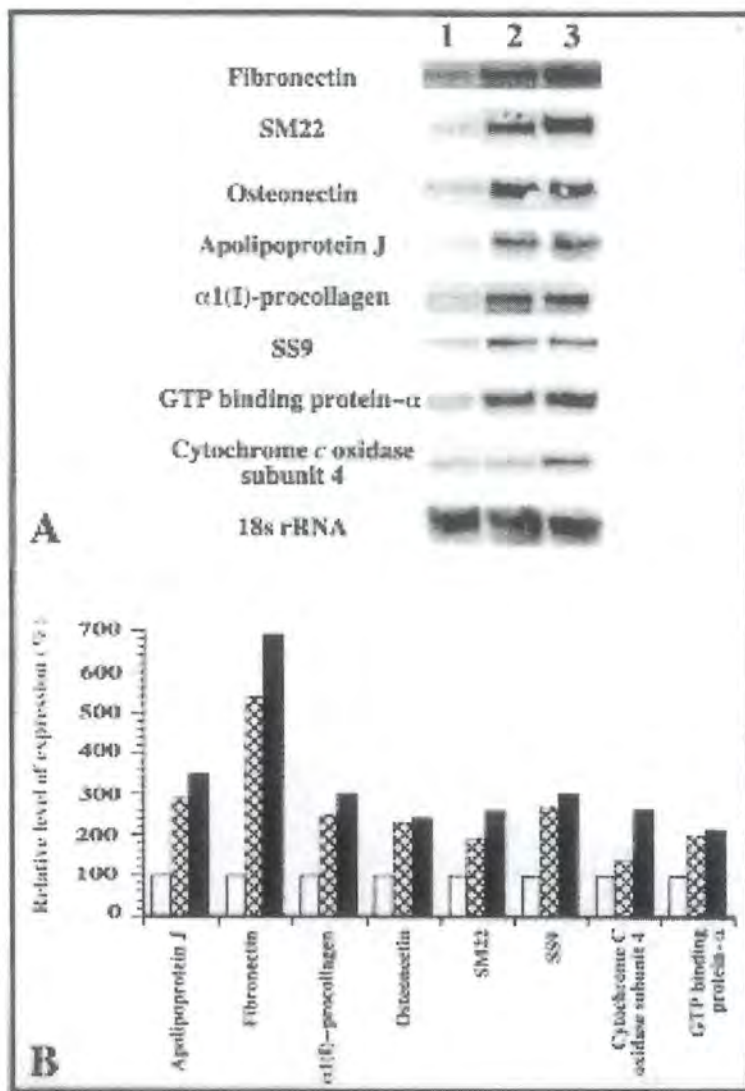 1 2 3
Fibronectin
SM22
Osteonectin
Apolipoprotein J
α1(I)-procollagen
SS9
GTP binding protein-α
Cytochrome c oxidase
subunit 4
18s rRNA
A
Relative level of expression (%)
700
600
500
400
300
200
100
0
Apolipoprotein J
Fibronectin
α1(I)-procollagen
Osteonectin
SM22
SS9
Cytochrome C
oxidase subunit 4
GTP binding
protein-α
B